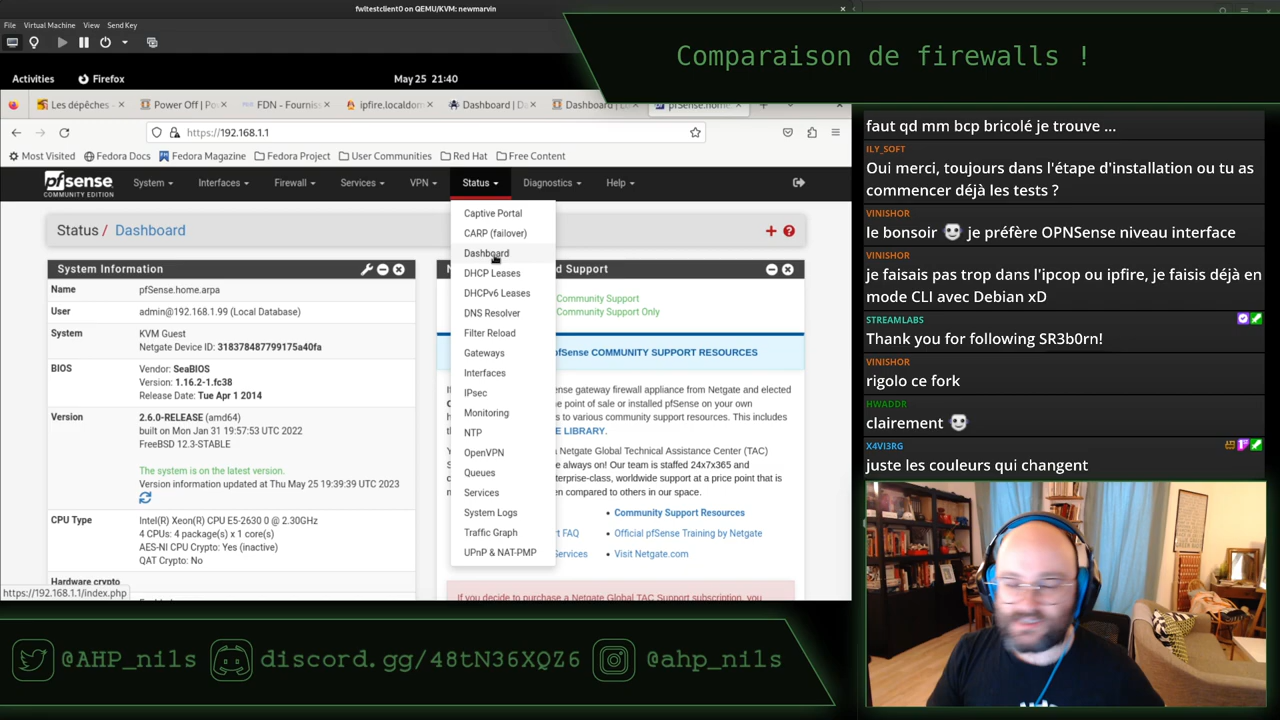 fwltestclient0 on QEMU/KVM: newmarvin
File Virtual Machine View Send Key
Activities Firefox May 25 21:40
Les dépêches - Power Off | Po FDN - Fourniss ipfire.localdom Dashboard | D Dashboard | L pfSense.home.
https://192.168.1.1
Most Visited Fedora Docs Fedora Magazine Fedora Project User Communities Red Hat Free Content
pfsense COMMUNITY EDITION System Interfaces Firewall Services VPN Status Diagnostics Help
Status / Dashboard
Captive Portal
CARP (failover)
Dashboard
DHCP Leases
DHCPv6 Leases
DNS Resolver
Filter Reload
Gateways
Interfaces
IPsec
Monitoring
NTP
OpenVPN
Queues
Services
System Logs
Traffic Graph
UPnP & NAT-PMP
System Information
Name pfSense.home.arpa
User admin@192.168.1.99 (Local Database)
System KVM Guest
Netgate Device ID: 318378487799175a40fa
BIOS Vendor: SeaBIOS
Version: 1.16.2-1.fc38
Release Date: Tue Apr 1 2014
Version 2.6.0-RELEASE (amd64)
built on Mon Jan 31 19:57:53 UTC 2022
FreeBSD 12.3-STABLE
The system is on the latest version.
Version information updated at Thu May 25 19:39:39 UTC 2023
CPU Type Intel(R) Xeon(R) CPU E5-2630 0 @ 2.30GHz
4 CPUs: 4 package(s) x 1 core(s)
AES-NI CPU Crypto: Yes (inactive)
QAT Crypto: No
Hardware crypto
https://192.168.1.1/index.php
d Support
Community Support
Community Support Only
pfSense COMMUNITY SUPPORT RESOURCES
ense gateway firewall appliance from Netgate and elected
e point of sale or installed pfSense on your own
s to various community support resources. This includes
E LIBRARY.
a Netgate Global Technical Assistance Center (TAC)
e always on! Our team is staffed 24x7x365 and
terprise-class, worldwide support at a price point that is
n compared to others in our space.
Community Support Resources
t FAQ Official pfSense Training by Netgate
Services Visit Netgate.com
If you decide to purchase a Netgate Global TAC Support subscription, you
Comparaison de firewalls !
faut qd mm bcp bricolé je trouve ...
ILY_SOFT
Oui merci, toujours dans l'étape d'installation ou tu as
commencer déjà les tests ?
VINISHOR
le bonsoir je préfère OPNSense niveau interface
VINISHOR
je faisais pas trop dans l'ipcop ou ipfire, je faisais déjà en
mode CLI avec Debian xD
STREAMLABS
Thank you for following SR3b0rn!
VINISHOR
rigolo ce fork
HWADDR
clairement
X4VI3RG
juste les couleurs qui changent
@AHP_nils discord.gg/48tN36XQZ6 @ahp_nils